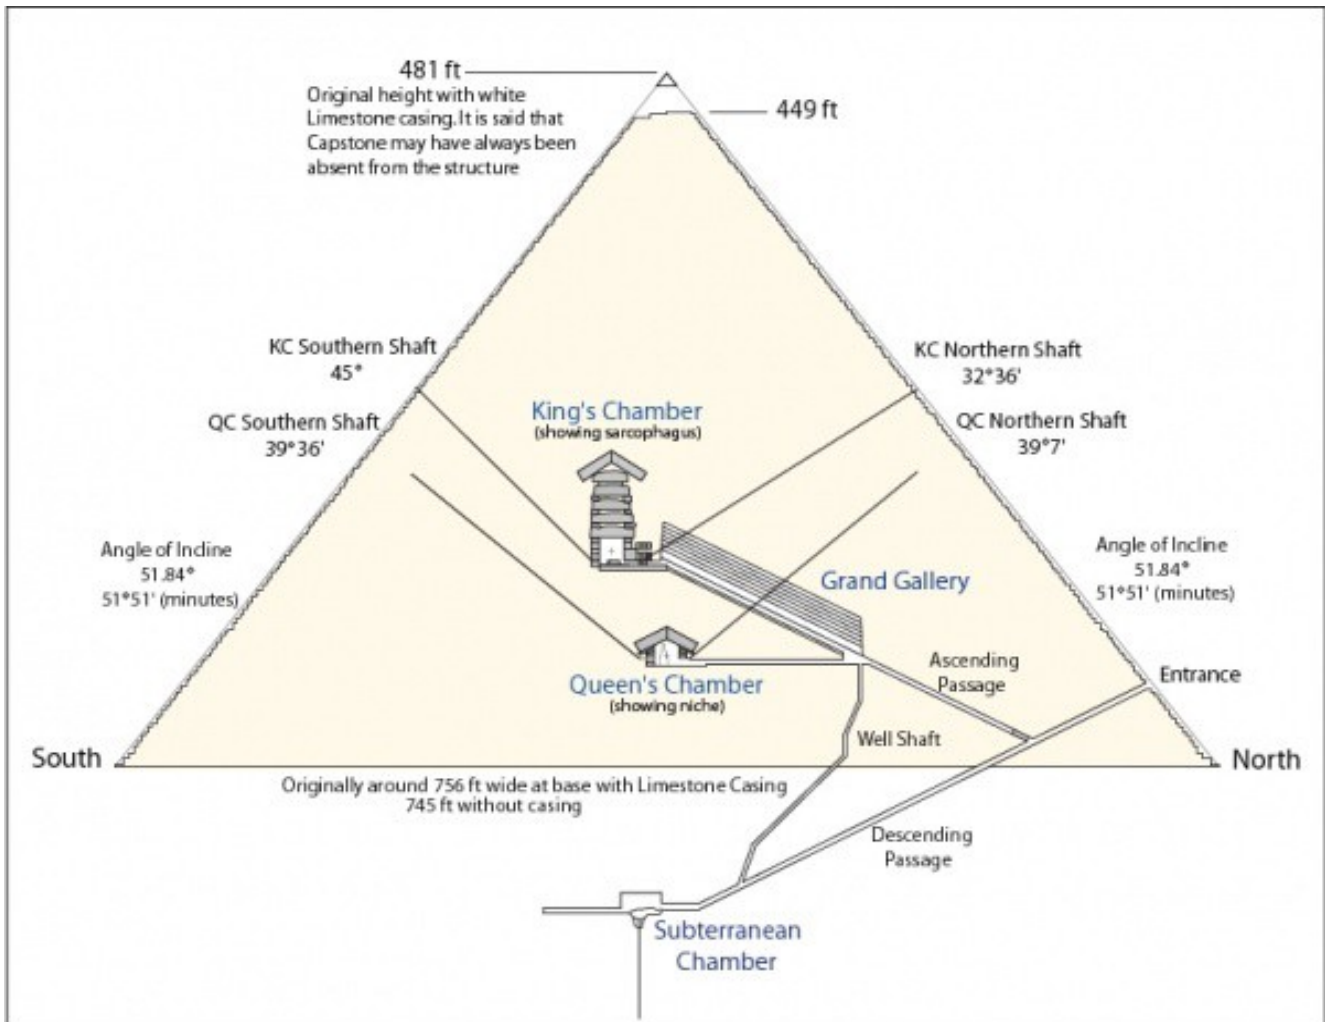 481 ft
Original height with white
Limestone casing. It is said that
Capstone may have always been
absent from the structure
449 ft
KC Southern Shaft
45°
KC Northern Shaft
32°36'
QC Southern Shaft
39°36'
King's Chamber
(showing sarcophagus)
QC Northern Shaft
39°7'
Angle of Incline
51.84°
51°51' (minutes)
Grand Gallery
Angle of Incline
51.84°
51°51' (minutes)
Queen's Chamber
(showing niche)
Ascending
Passage
Entrance
Well Shaft
South
North
Originally around 756 ft wide at base with Limestone Casing
745 ft without casing
Descending
Passage
Subterranean
Chamber